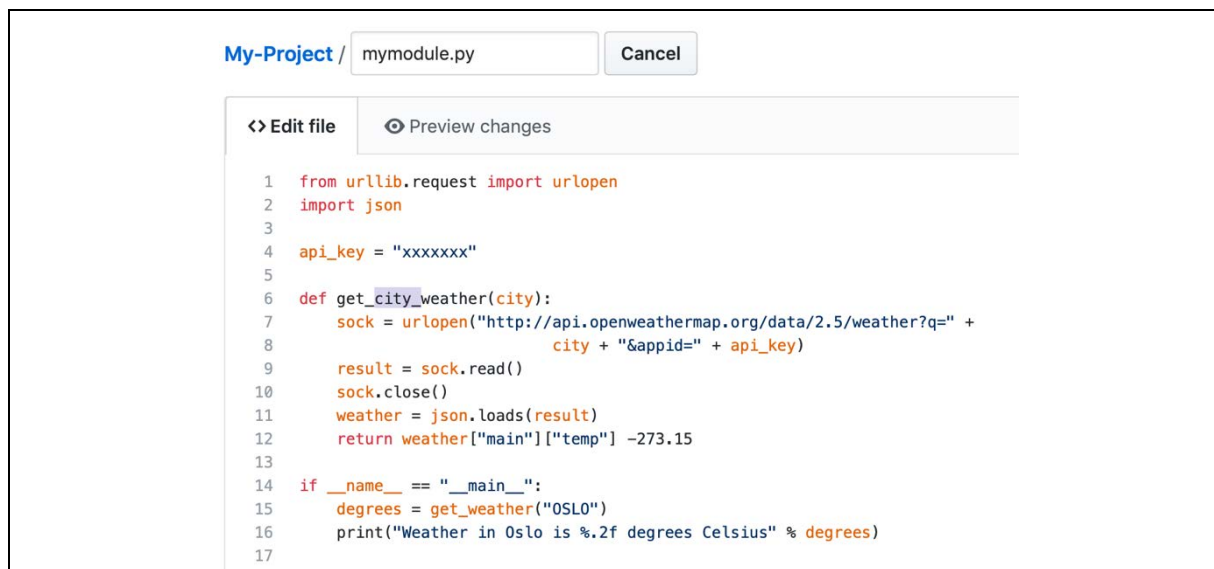 My-Project / mymodule.py Cancel
<> Edit file Preview changes
1 from urllib.request import urlopen
2 import json
3
4 api_key = "xxxxxxx"
5
6 def get_city_weather(city):
7     sock = urlopen("http://api.openweathermap.org/data/2.5/weather?q=" +
8                             city + "&appid=" + api_key)
9     result = sock.read()
10     sock.close()
11     weather = json.loads(result)
12     return weather["main"]["temp"] -273.15
13
14 if __name__ == "__main__":
15     degrees = get_weather("OSLO")
16     print("Weather in Oslo is %.2f degrees Celsius" % degrees)
17